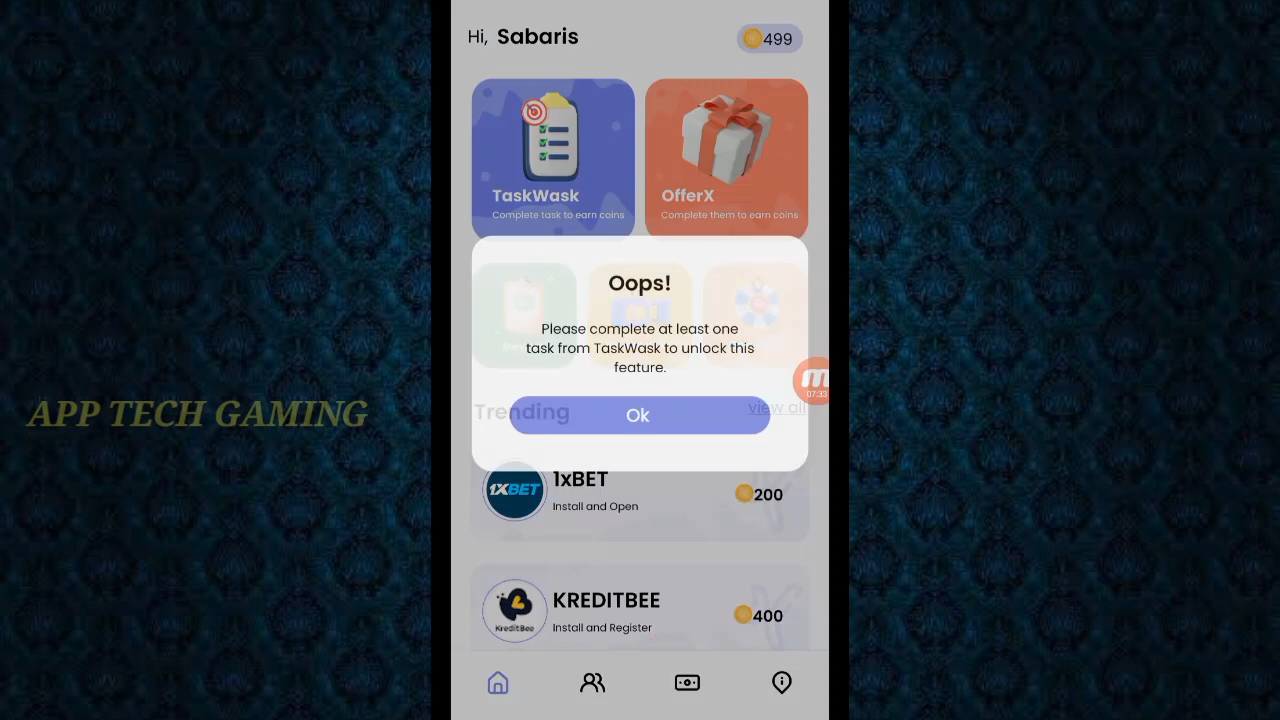 Hi, Sabaris
499
TaskWask
Complete task to earn coins
OfferX
Complete them to earn coins
Oops!
Please complete at least one
task from TaskWask to unlock this
feature.
07:33
Trending
view all
Ok
APP TECH GAMING
1XBET
1xBET
Install and Open
200
KreditBee
KREDITBEE
Install and Register
400